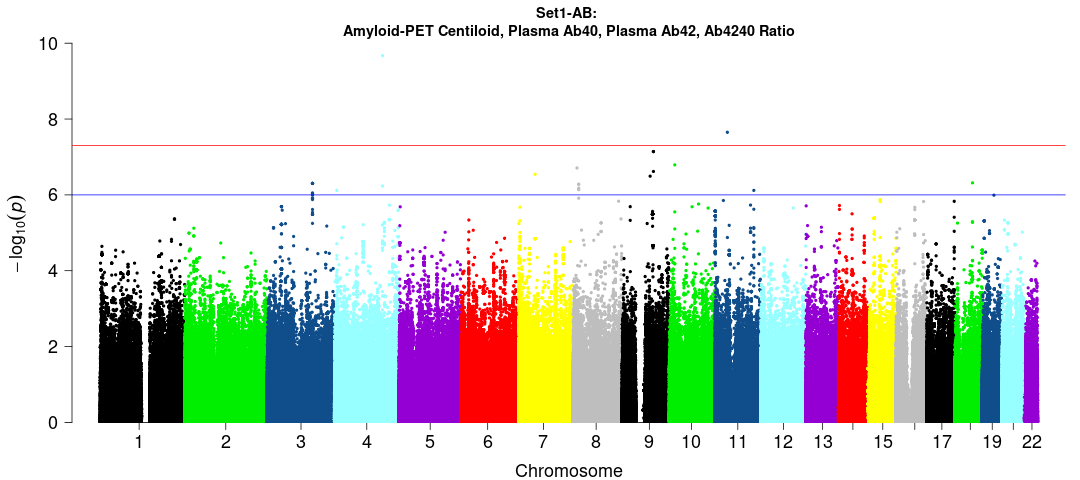 Set1-AB:
Amyloid-PET Centiloid, Plasma Ab40, Plasma Ab42, Ab4240 Ratio
10
8
6
4
2
0
−log10(p)
1 2 3 4 5 6 7 8 9 10 11 12 13 15 17 19 22
Chromosome